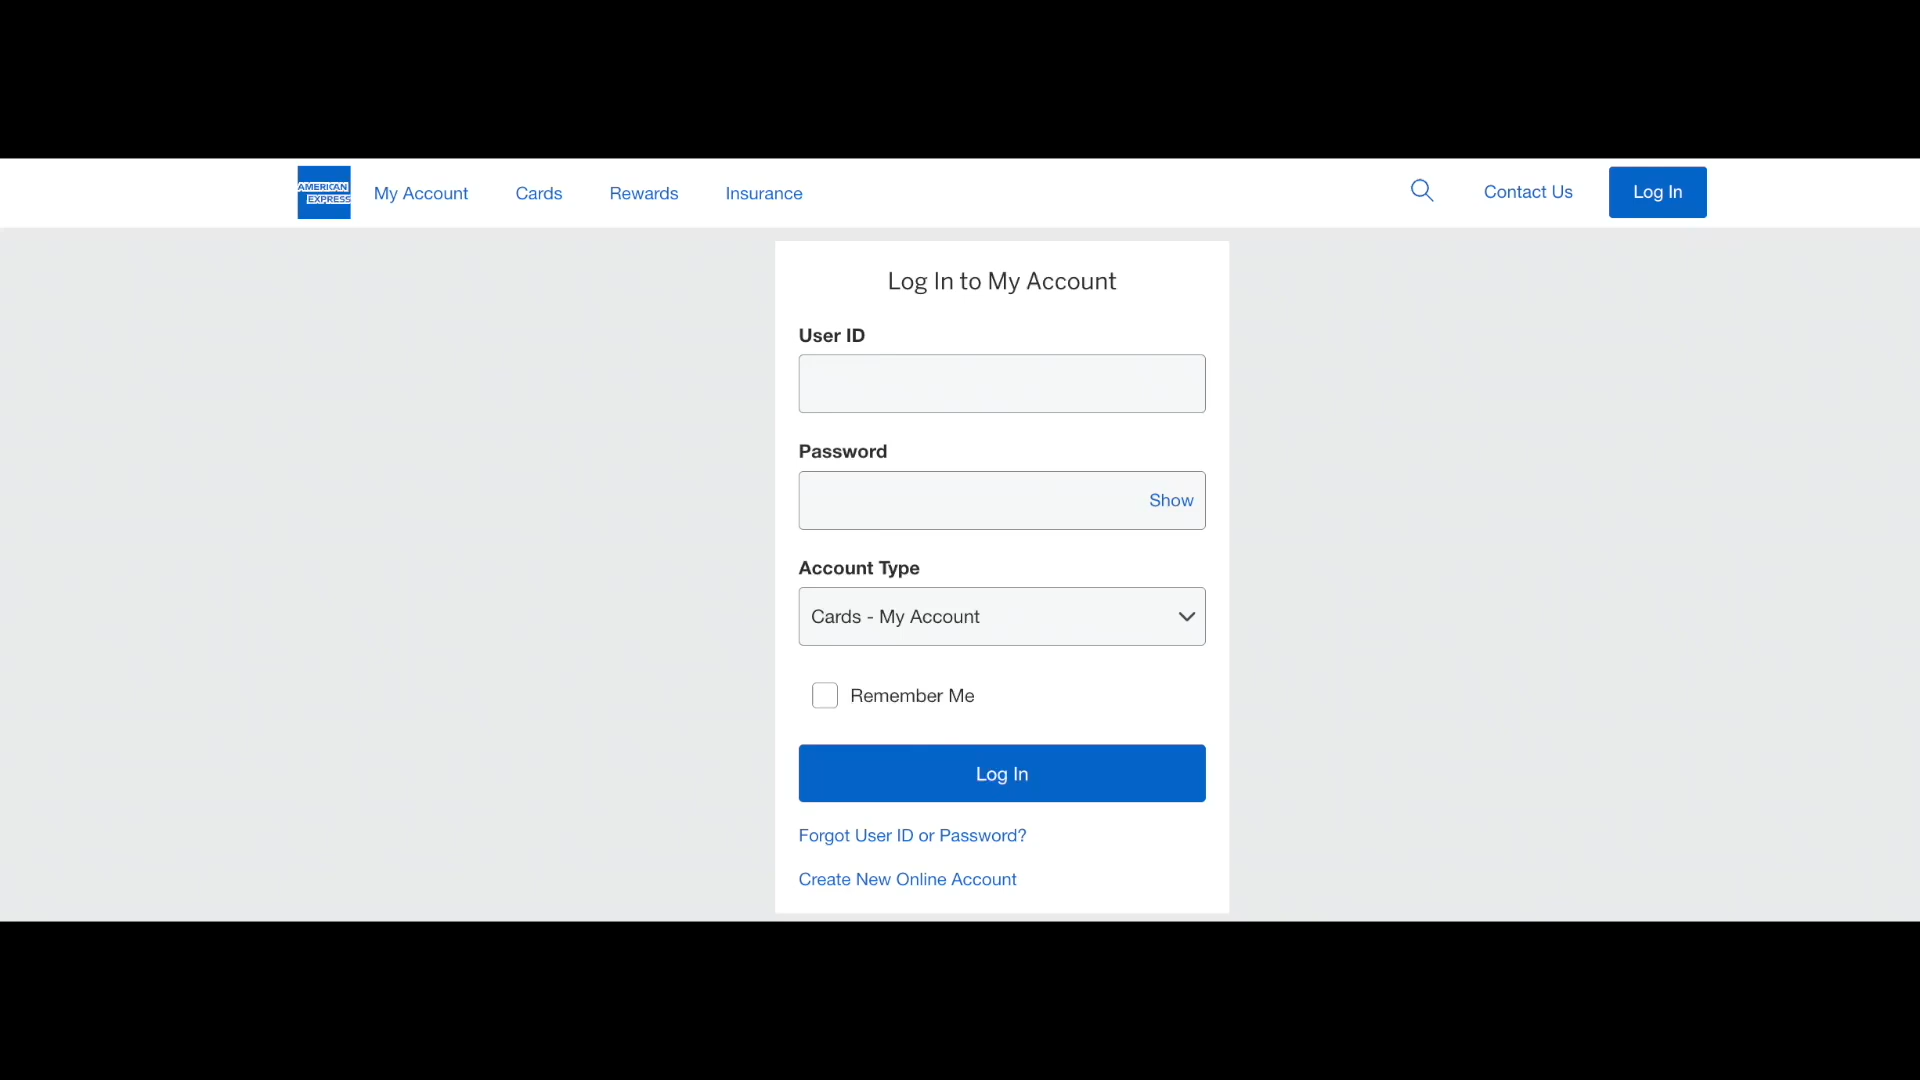 AMERICAN
EXPRESS
My Account
Cards
Rewards
Insurance
Contact Us
Log In
Log In to My Account
User ID
Password
Show
Account Type
Cards - My Account
Remember Me
Log In
Forgot User ID or Password?
Create New Online Account